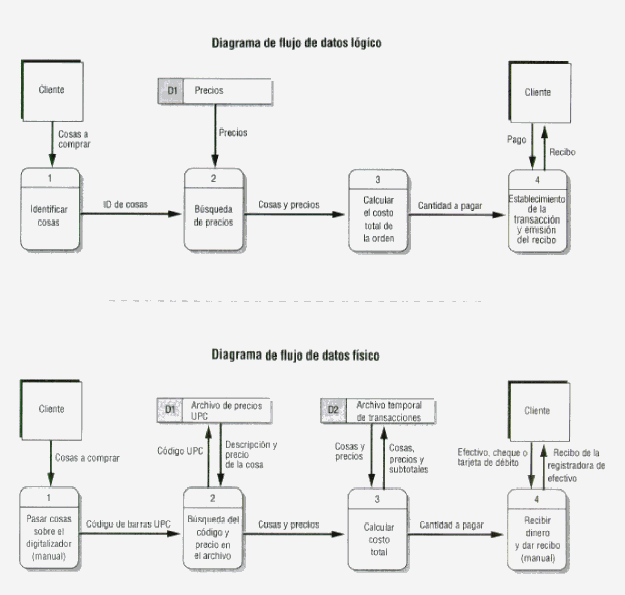 Diagrama de flujo de datos lógico
Cliente
D1 Precios
Cliente
Cosas a
comprar
Precios
Pago
Recibo
1
Identificar
cosas
ID de cosas
2
Búsqueda
de precios
Cosas y precios
3
Calcular
el costo
total de
la orden
Cantidad a pagar
4
Establecimiento
de la
transacción
y emisión
del recibo
Diagrama de flujo de datos físico
Cliente
D1 Archivo de precios
UPC
D2 Archivo temporal
de transacciones
Cliente
Cosas a comprar
Código UPC
Descripción y
precio
de la cosa
Cosas y
precios
Cosas,
precios y
subtotales
Efectivo, cheque o
tarjeta de débito
Recibo de la
registradora de
efectivo
1
Pasar cosas
sobre el
digitalizador
(manual)
Código de barras UPC
2
Búsqueda del
código y
precio en
el archivo
Cosas y precios
3
Calcular
costo
total
Cantidad a pagar
4
Recibir
dinero
y dar recibo
(manual)